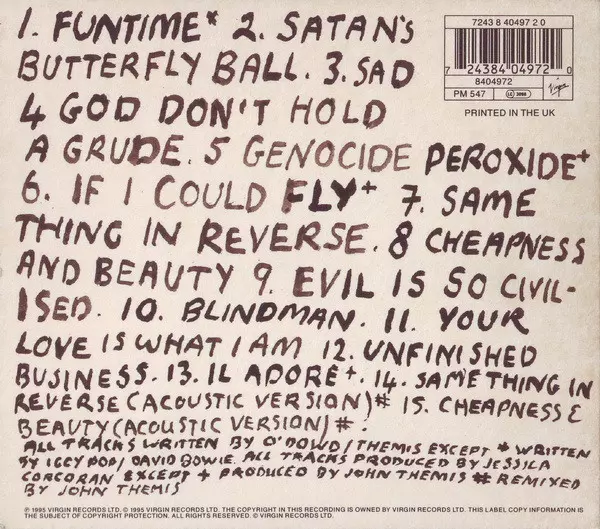 1. FUNTIME* 2. SATAN'S
BUTTERFLY BALL. 3. SAD
4 GOD DON'T HOLD
A GRUDE. 5 GENOCIDE PEROXIDE+
6. IF I COULD FLY+ 7. SAME
THING IN REVERSE. 8 CHEAPNESS
AND BEAUTY 9. EVIL IS SO CIVIL-
ISED. 10. BLINDMAN. 11. YOUR
LOVE IS WHAT I AM 12. UNFINISHED
BUSINESS. 13. IL ADORE+. 14. SAME THING IN
REVERSE (ACOUSTIC VERSION)# 15. CHEAPNESS &
BEAUTY (ACOUSTIC VERSION) #.
ALL TRACKS WRITTEN BY O'DOWD/THEMIS EXCEPT * WRITTEN
BY IGGY POP/DAVID BOWIE. ALL TRACKS PRODUCED BY JESSICA
CORCORAN EXCEPT + PRODUCED BY JOHN THEMIS # REMIXED
BY JOHN THEMIS
7243 8 40497 2 0
7 24384 04972 0
8404972
PM 547
LC 3098
Virgin
PRINTED IN THE UK
℗ 1995 VIRGIN RECORDS LTD. © 1995 VIRGIN RECORDS LTD. THE COPYRIGHT IN THIS RECORDING IS OWNED BY VIRGIN RECORDS LTD. THIS LABEL COPY INFORMATION IS
THE SUBJECT OF COPYRIGHT PROTECTION. ALL RIGHTS RESERVED. © VIRGIN RECORDS LTD.